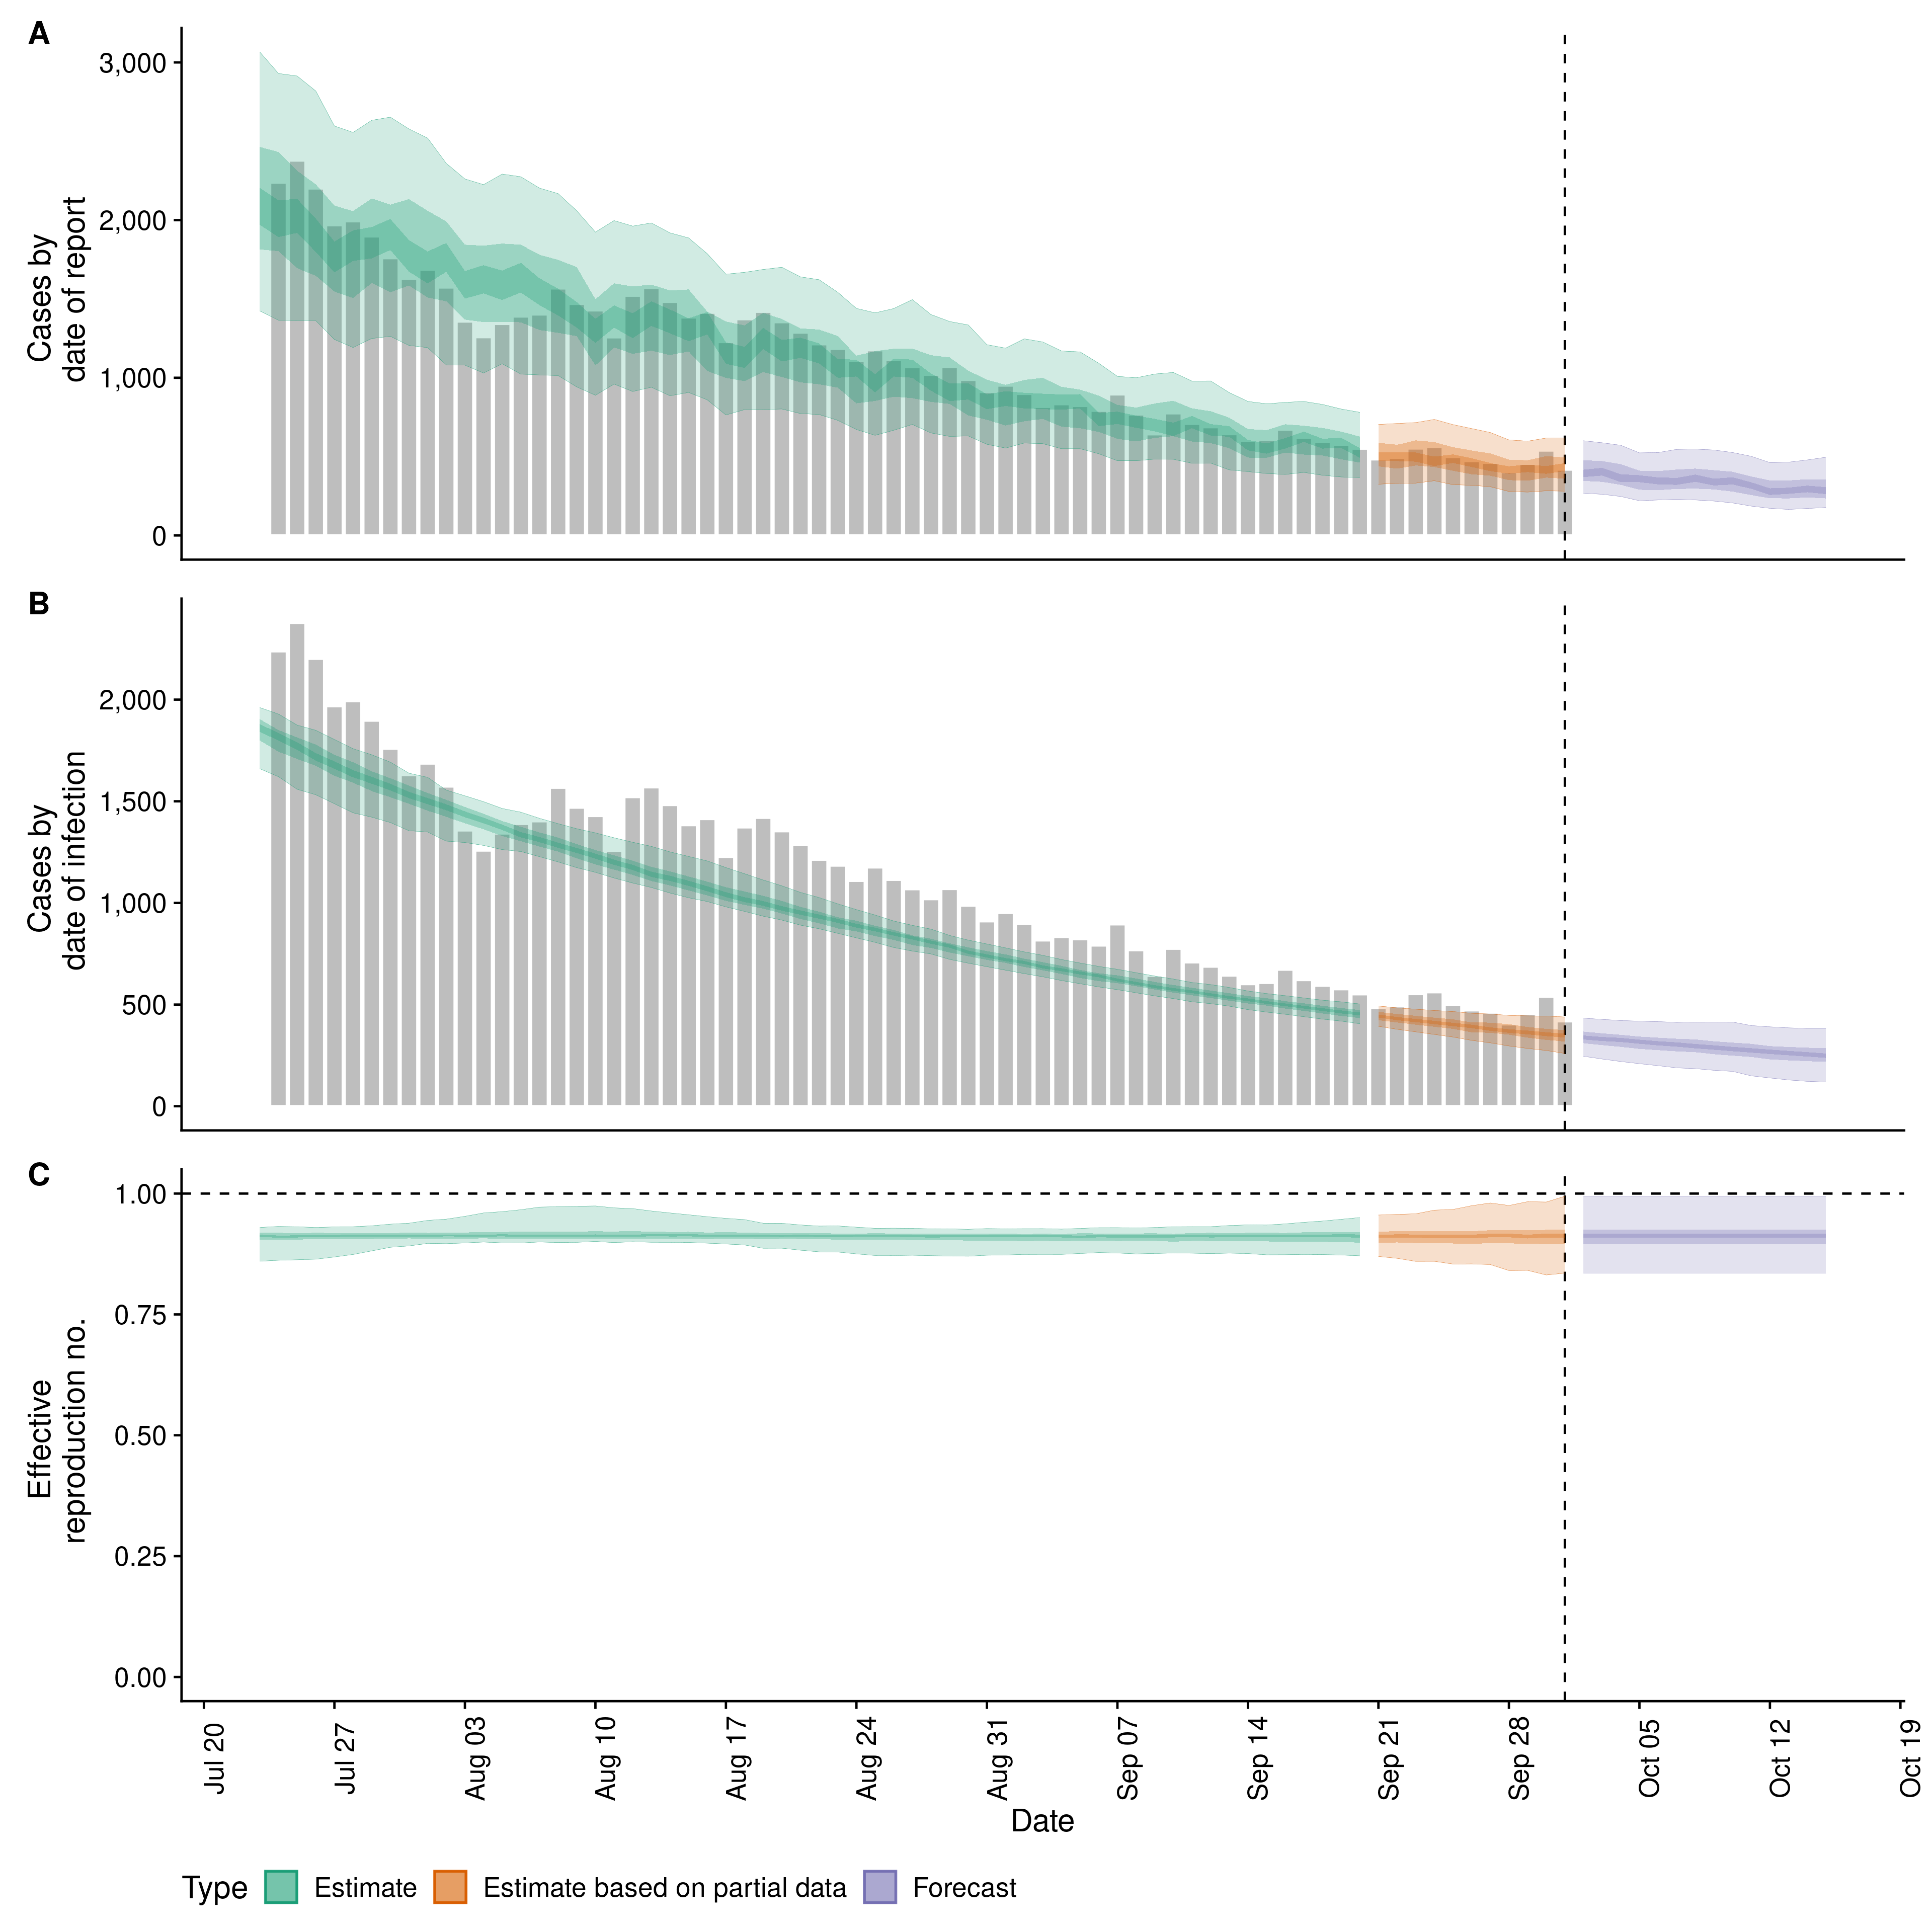 A
3,000
2,000
1,000
0
Cases by
date of report
B
2,000
1,500
1,000
500
0
Cases by
date of infection
C
1.00
0.75
0.50
0.25
0.00
Effective
reproduction no.
Jul 20
Jul 27
Aug 03
Aug 10
Aug 17
Aug 24
Aug 31
Sep 07
Sep 14
Sep 21
Sep 28
Oct 05
Oct 12
Oct 19
Date
Type Estimate Estimate based on partial data Forecast